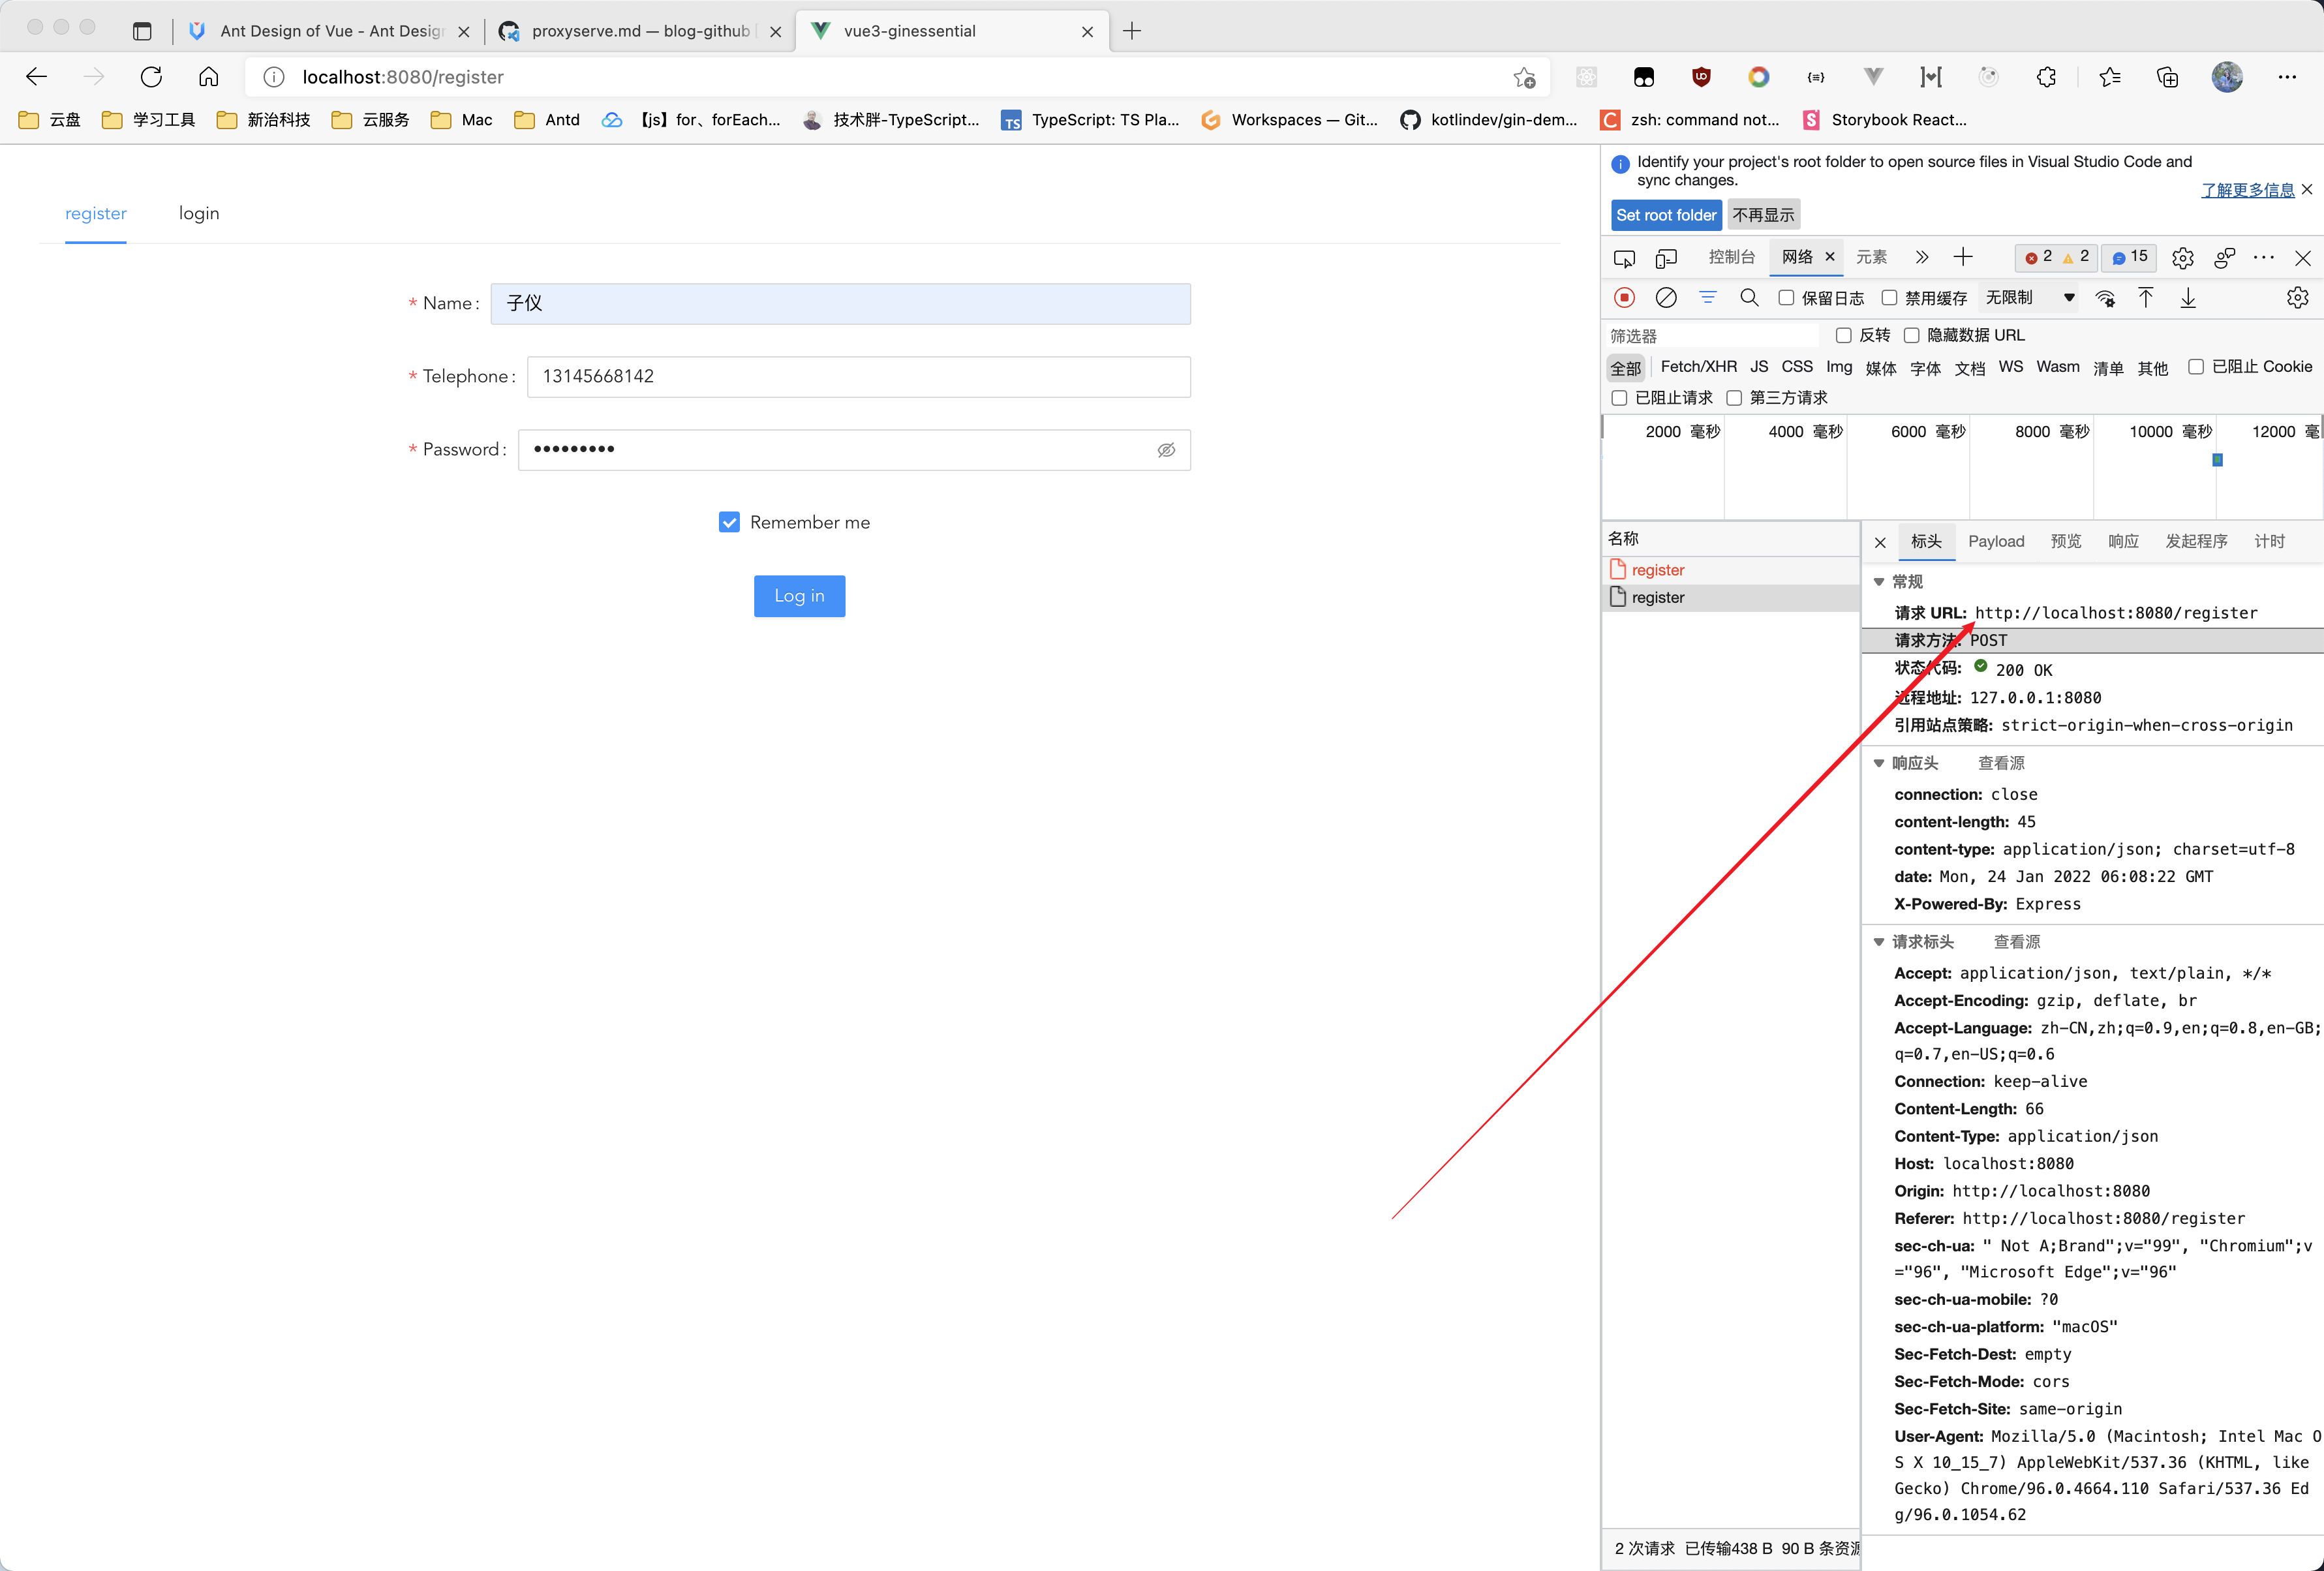 Ant Design of Vue - Ant Desig
proxyserve.md — blog-github
vue3-ginessential
localhost:8080/register
云盘
学习工具
新治科技
云服务
Mac
Antd
【js】for、forEach...
技术胖-TypeScript...
TypeScript: TS Pla...
Workspaces — Git...
kotlindev/gin-dem...
zsh: command not...
Storybook React...
register
login
* Name :
子仪
* Telephone :
13145668142
* Password :
•••••••••
Remember me
Log in
Identify your project's root folder to open source files in Visual Studio Code and
sync changes.
了解更多信息
Set root folder
不再显示
控制台
网络
元素
2
2
15
保留日志
禁用缓存
无限制
筛选器
反转
隐藏数据 URL
全部
Fetch/XHR
JS
CSS
Img
媒体
字体
文档
WS
Wasm
清单
其他
已阻止 Cookie
已阻止请求
第三方请求
2000 毫秒
4000 毫秒
6000 毫秒
8000 毫秒
10000 毫秒
12000 毫
名称
register
register
标头
Payload
预览
响应
发起程序
计时
常规
请求 URL: http://localhost:8080/register
请求方法: POST
状态代码: 200 OK
远程地址: 127.0.0.1:8080
引用站点策略: strict-origin-when-cross-origin
响应头 查看源
connection: close
content-length: 45
content-type: application/json; charset=utf-8
date: Mon, 24 Jan 2022 06:08:22 GMT
X-Powered-By: Express
请求标头 查看源
Accept: application/json, text/plain, */*
Accept-Encoding: gzip, deflate, br
Accept-Language: zh-CN,zh;q=0.9,en;q=0.8,en-GB;
q=0.7,en-US;q=0.6
Connection: keep-alive
Content-Length: 66
Content-Type: application/json
Host: localhost:8080
Origin: http://localhost:8080
Referer: http://localhost:8080/register
sec-ch-ua: " Not A;Brand";v="99", "Chromium";v
="96", "Microsoft Edge";v="96"
sec-ch-ua-mobile: ?0
sec-ch-ua-platform: "macOS"
Sec-Fetch-Dest: empty
Sec-Fetch-Mode: cors
Sec-Fetch-Site: same-origin
User-Agent: Mozilla/5.0 (Macintosh; Intel Mac O
S X 10_15_7) AppleWebKit/537.36 (KHTML, like
Gecko) Chrome/96.0.4664.110 Safari/537.36 Ed
g/96.0.1054.62
2 次请求 已传输438 B 90 B 条资源